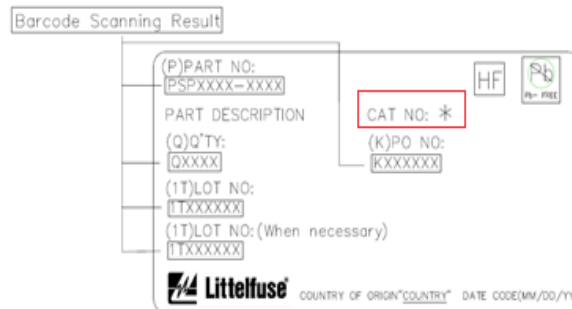 Barcode Scanning Result
(P)PART NO:
PSPXXXX-XXXX
HF
Pb
Pb- FREE
PART DESCRIPTION
CAT NO: *
(Q)Q'TY:
QXXXX
(K)PO NO:
KXXXXXX
(1T)LOT NO:
1TXXXXXX
(1T)LOT NO:(When necessary)
1TXXXXXX
Littelfuse
COUNTRY OF ORIGIN"COUNTRY" DATE CODE(MM/DD/YY